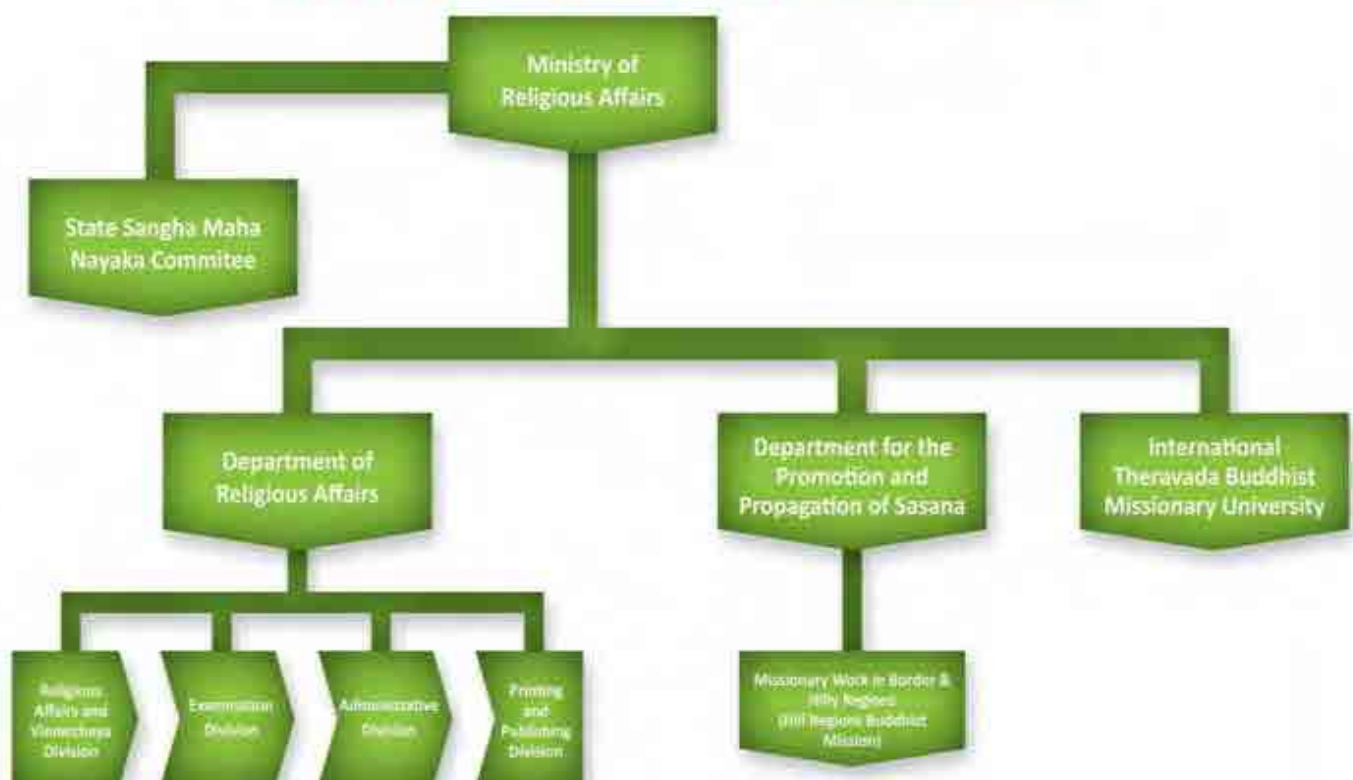 Ministry of
Religious Affairs
State Sangha Maha
Nayaka Commitee
Department of
Religious Affairs
Department for the
Promotion and
Propagation of Sasana
International
Theravada Buddhist
Missionary University
Religious
Affairs and
Vinnechaya
Division
Examination
Division
Administrative
Division
Printing
and
Publishing
Division
Missionary Work in Border &
Hilly Regions
(Hill Regions Buddhist
Mission)